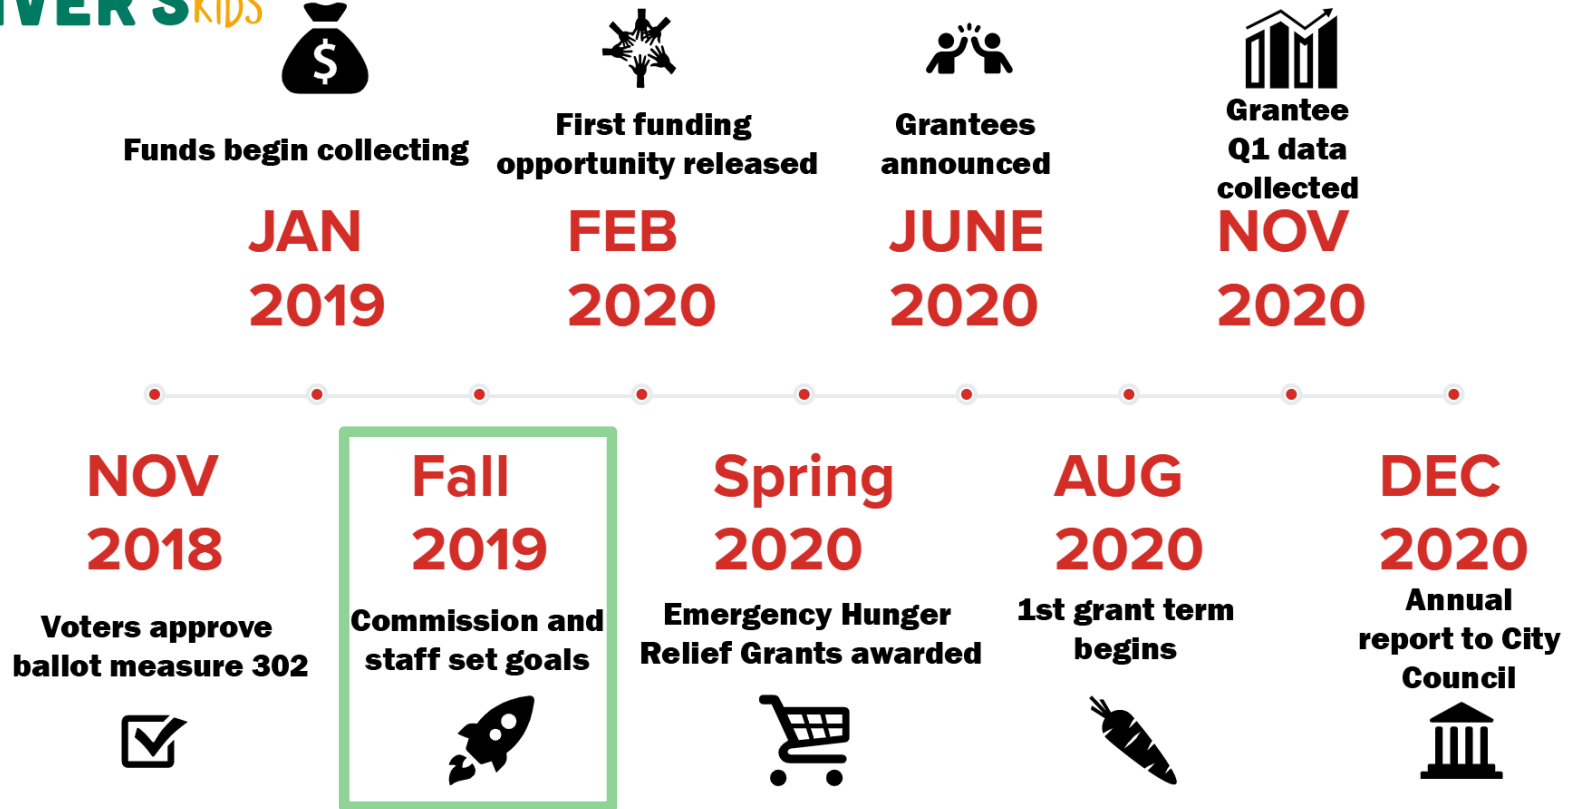 KIDS
$
Funds begin collecting
JAN
2019
First funding
opportunity released
FEB
2020
Grantees
announced
JUNE
2020
Grantee
Q1 data
collected
NOV
2020
NOV
2018
Voters approve
ballot measure 302
Fall
2019
Commission and
staff set goals
Spring
2020
Emergency Hunger
Relief Grants awarded
AUG
2020
1st grant term
begins
DEC
2020
Annual
report to City
Council